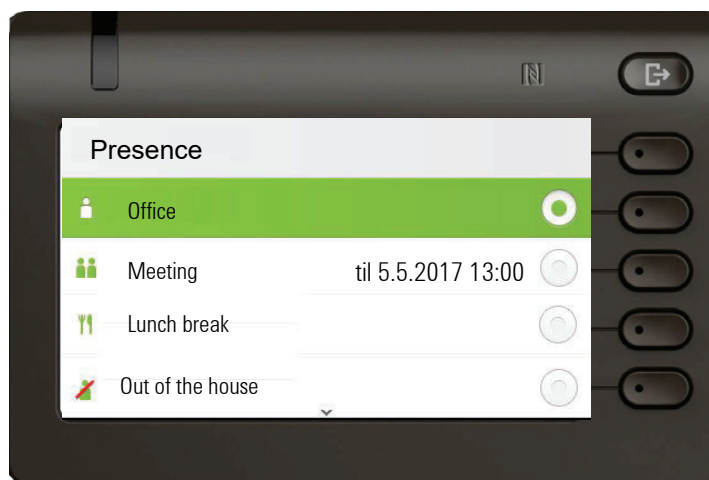 Presence
Office
Meeting til 5.5.2017 13:00
Lunch break
Out of the house